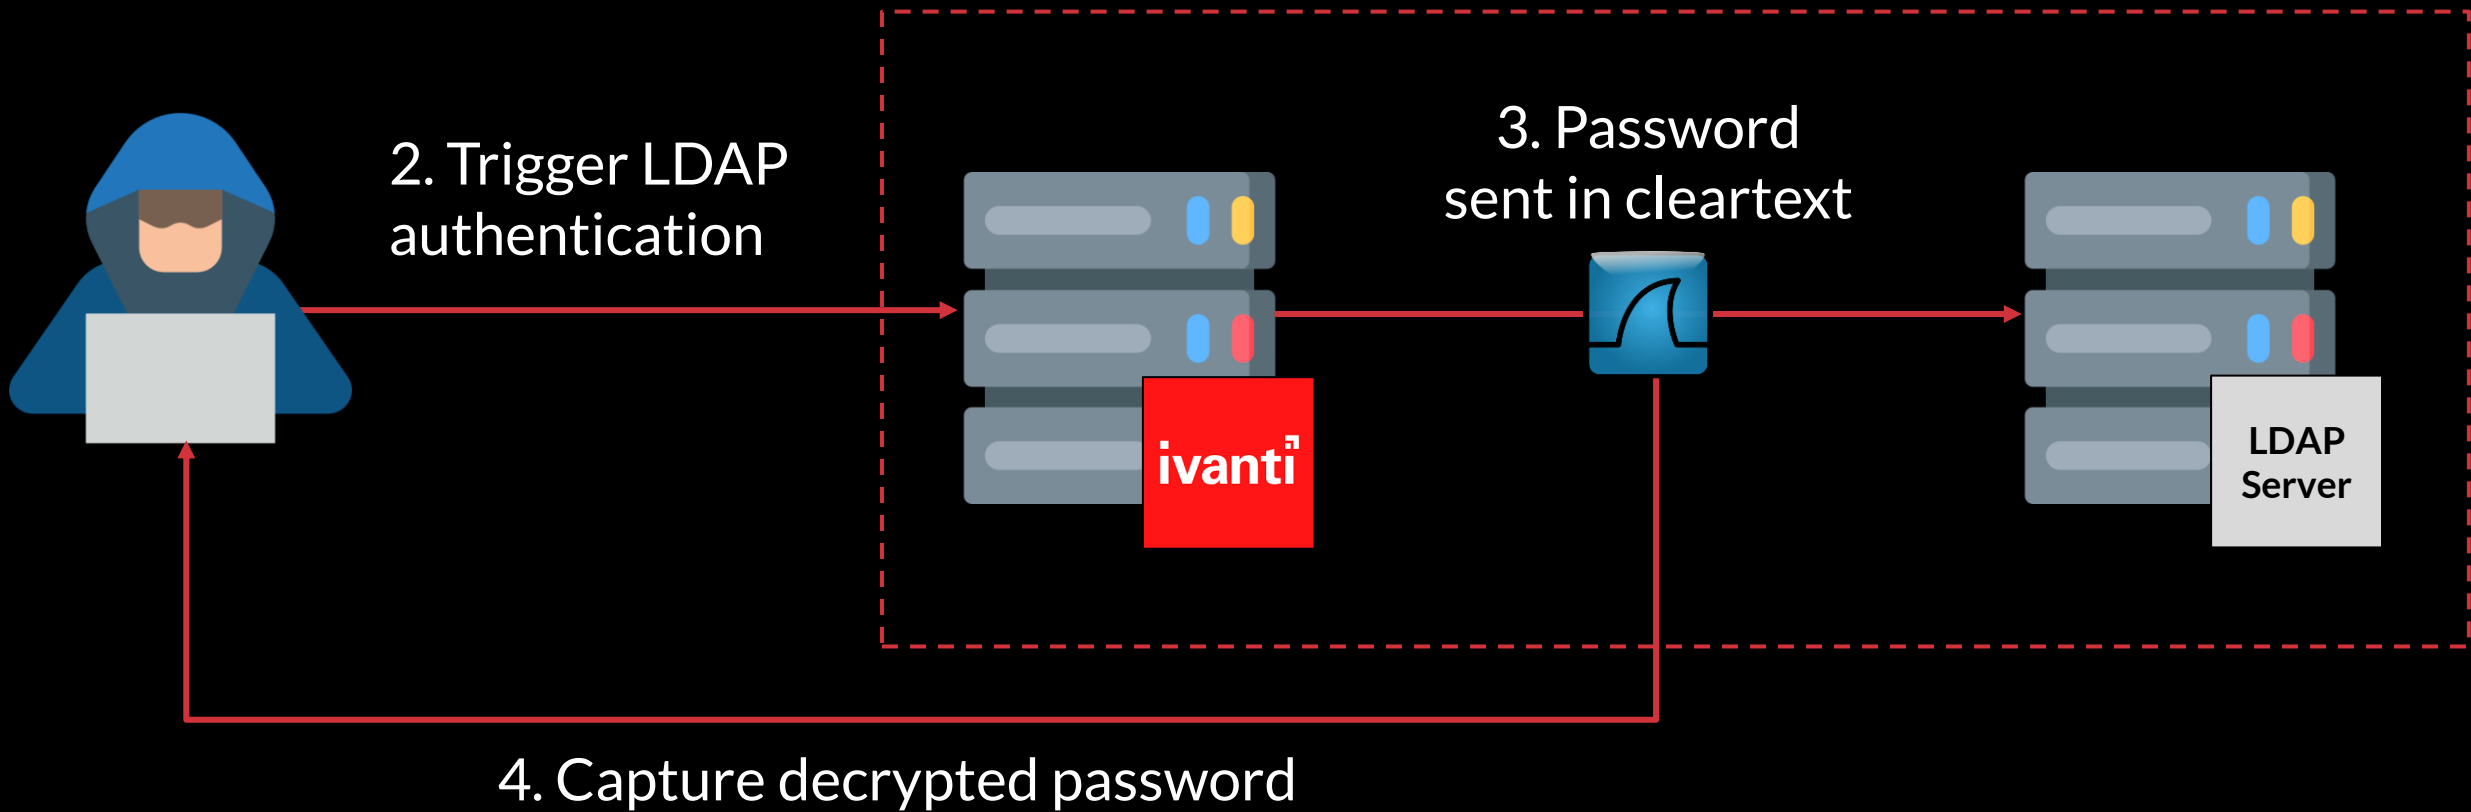 2. Trigger LDAP
authentication
3. Password
sent in cleartext
ivanti
LDAP
Server
4. Capture decrypted password